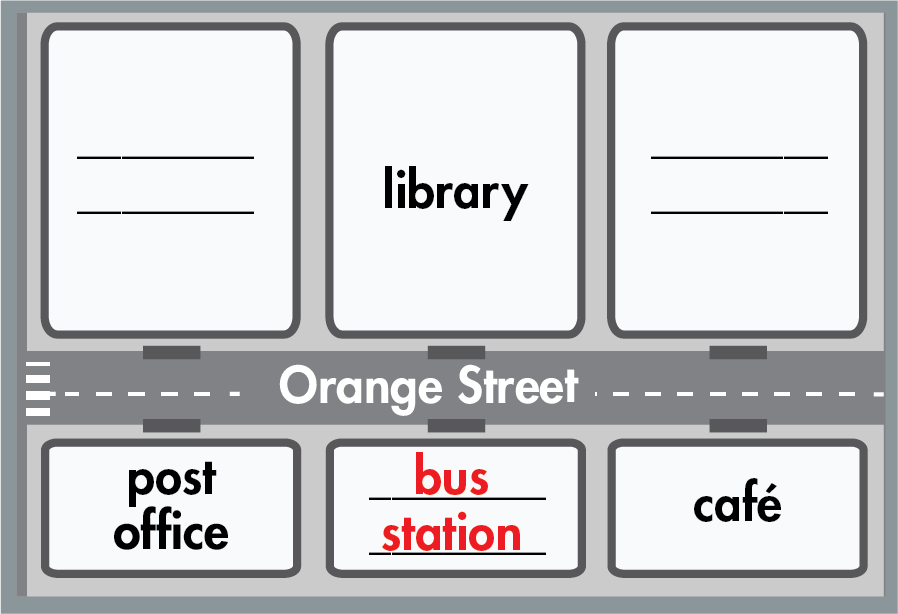 library
Orange Street
post
office
bus
station
café